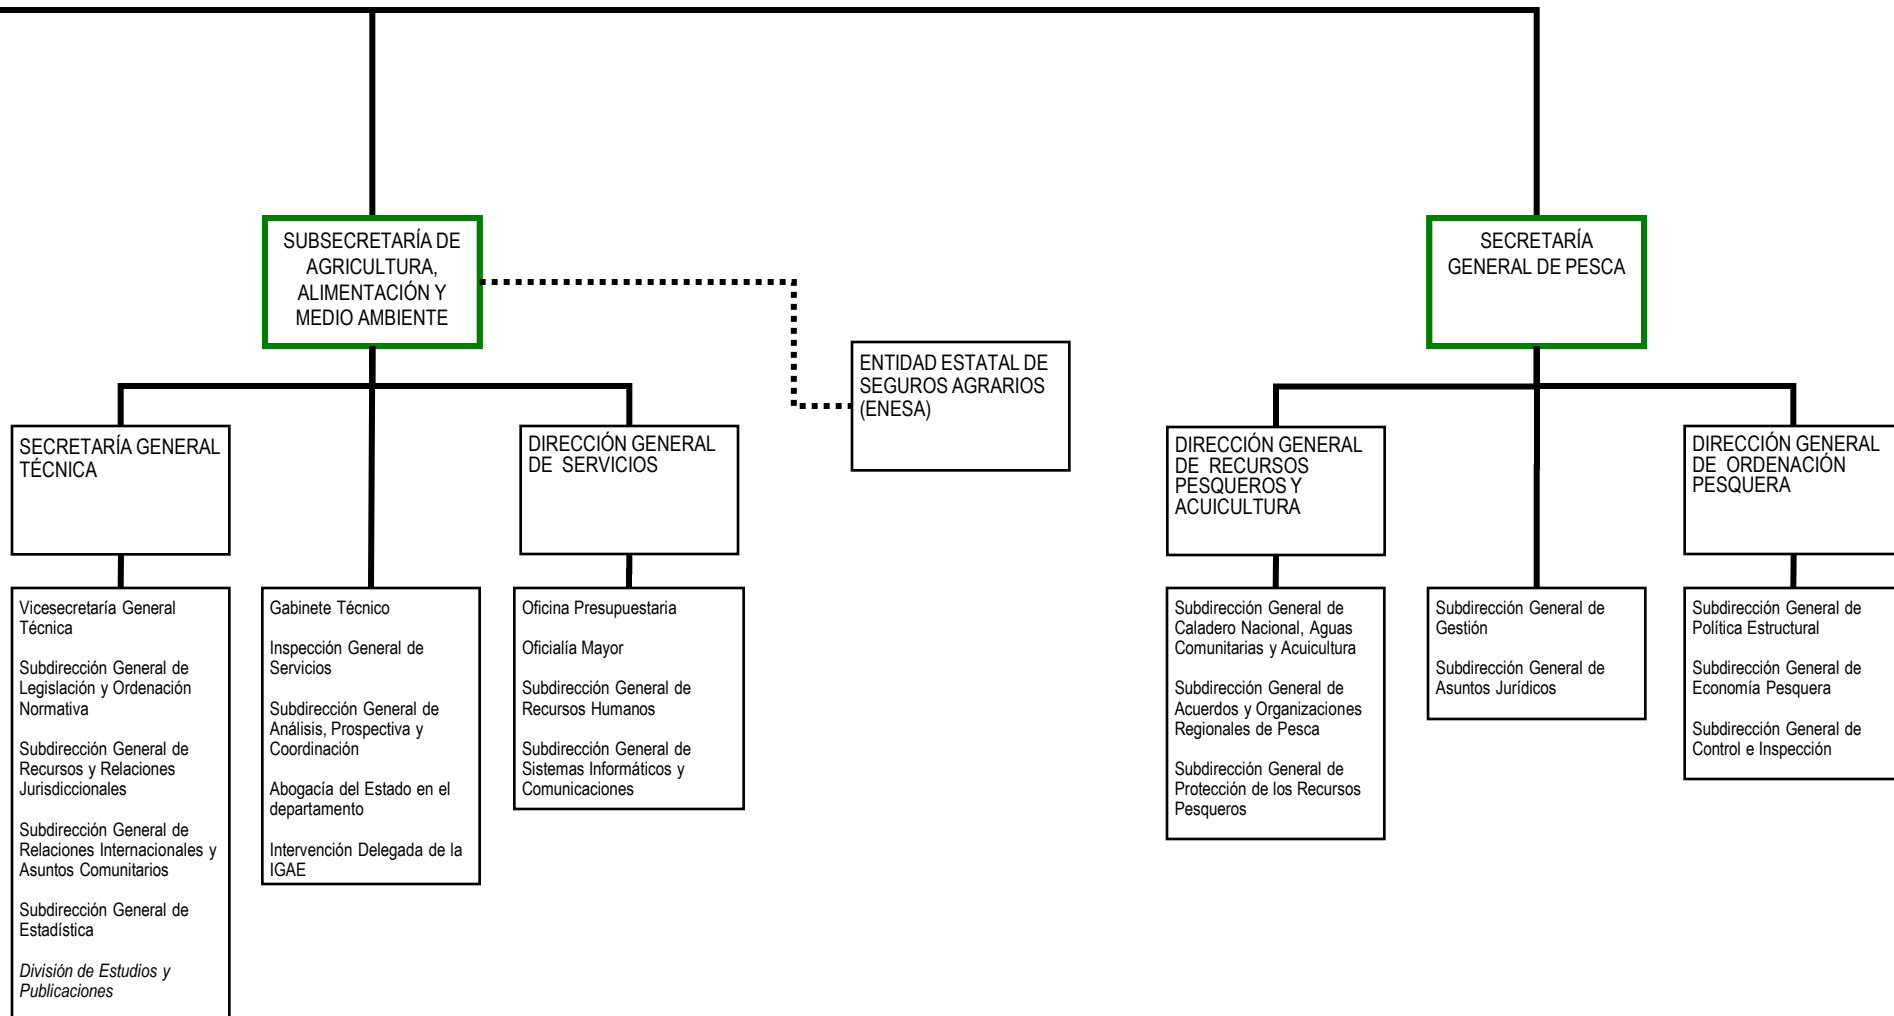 SUBSECRETARÍA DE
AGRICULTURA,
ALIMENTACIÓN Y
MEDIO AMBIENTE
SECRETARÍA
GENERAL DE PESCA
ENTIDAD ESTATAL DE
SEGUROS AGRARIOS
(ENESA)
SECRETARÍA GENERAL
TÉCNICA
DIRECCIÓN GENERAL
DE SERVICIOS
DIRECCIÓN GENERAL
DE RECURSOS
PESQUEROS Y
ACUICULTURA
DIRECCIÓN GENERAL
DE ORDENACIÓN
PESQUERA
Vicesecretaría General
Técnica
Subdirección General de
Legislación y Ordenación
Normativa
Subdirección General de
Recursos y Relaciones
Jurisdiccionales
Subdirección General de
Relaciones Internacionales y
Asuntos Comunitarios
Subdirección General de
Estadística
División de Estudios y
Publicaciones
Gabinete Técnico
Inspección General de
Servicios
Subdirección General de
Análisis, Prospectiva y
Coordinación
Abogacía del Estado en el
departamento
Intervención Delegada de la
IGAE
Oficina Presupuestaria
Oficialía Mayor
Subdirección General de
Recursos Humanos
Subdirección General de
Sistemas Informáticos y
Comunicaciones
Subdirección General de
Caladero Nacional, Aguas
Comunitarias y Acuicultura
Subdirección General de
Acuerdos y Organizaciones
Regionales de Pesca
Subdirección General de
Protección de los Recursos
Pesqueros
Subdirección General de
Gestión
Subdirección General de
Asuntos Jurídicos
Subdirección General de
Política Estructural
Subdirección General de
Economía Pesquera
Subdirección General de
Control e Inspección